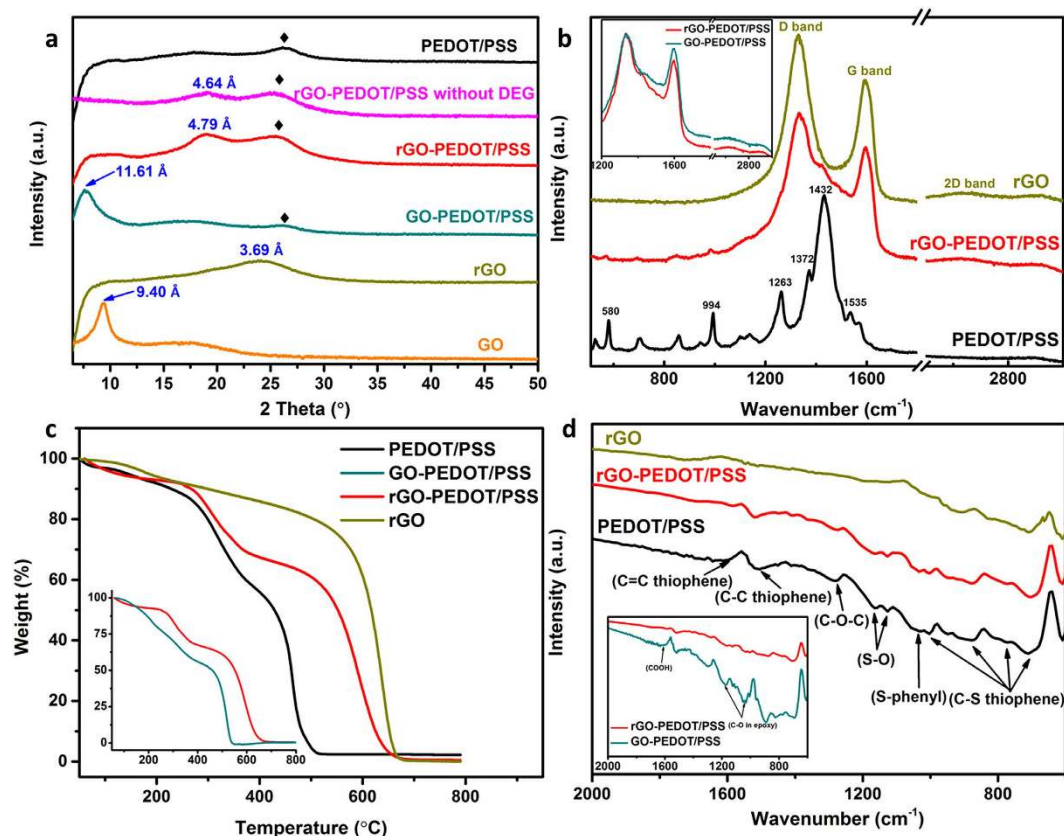 a
PEDOT/PSS
4.64 Å
rGO-PEDOT/PSS without DEG
4.79 Å
rGO-PEDOT/PSS
11.61 Å
GO-PEDOT/PSS
3.69 Å
rGO
9.40 Å
GO
Intensity (a.u.)
10 15 20 25 30 35 40 45 50
2 Theta (°)
b
rGO-PEDOT/PSS
GO-PEDOT/PSS
1200 1600 2800
D band
G band
2D band
rGO
rGO-PEDOT/PSS
1432
1372
1263
1535
994
580
PEDOT/PSS
Intensity (a.u.)
800 1200 1600 2800
Wavenumber (cm⁻¹)
c
PEDOT/PSS
GO-PEDOT/PSS
rGO-PEDOT/PSS
rGO
Weight (%)
100
80
60
40
20
0
100
75
50
25
0
200 400 600 800
200 400 600 800
Temperature (°C)
d
rGO
rGO-PEDOT/PSS
PEDOT/PSS
(C=C thiophene)
(C-C thiophene)
(C-O-C)
(S-O)
(S-phenyl)
(C-S thiophene)
(COOH)
(C-O in epoxy)
rGO-PEDOT/PSS
GO-PEDOT/PSS
2000 1600 1200 800
Intensity (a.u.)
2000 1600 1200 800
Wavenumber (cm⁻¹)